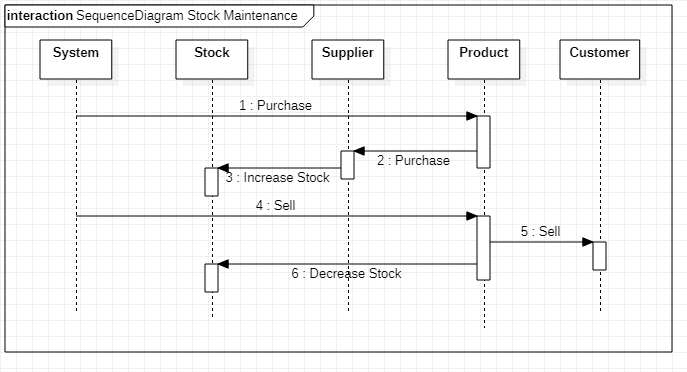 interaction SequenceDiagram Stock Maintenance
System Stock Supplier Product Customer
1 : Purchase
2 : Purchase
3 : Increase Stock
4 : Sell
5 : Sell
6 : Decrease Stock